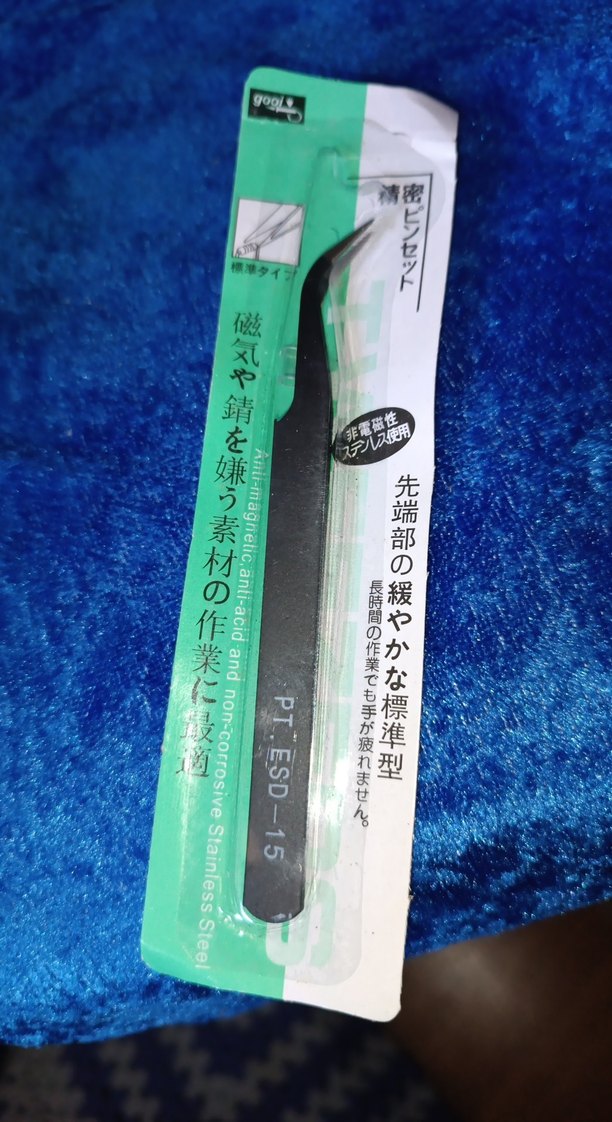 goot
精密ピンセット
標準タイプ
磁気や錆を嫌う素材の作業に最適
Anti-magnetic,anti-acid and non-corrosive Stainless Steel
非電磁性
ステンレス使用
先端部の緩やかな標準型
長時間の作業でも手が疲れません。
PT.ESD-15